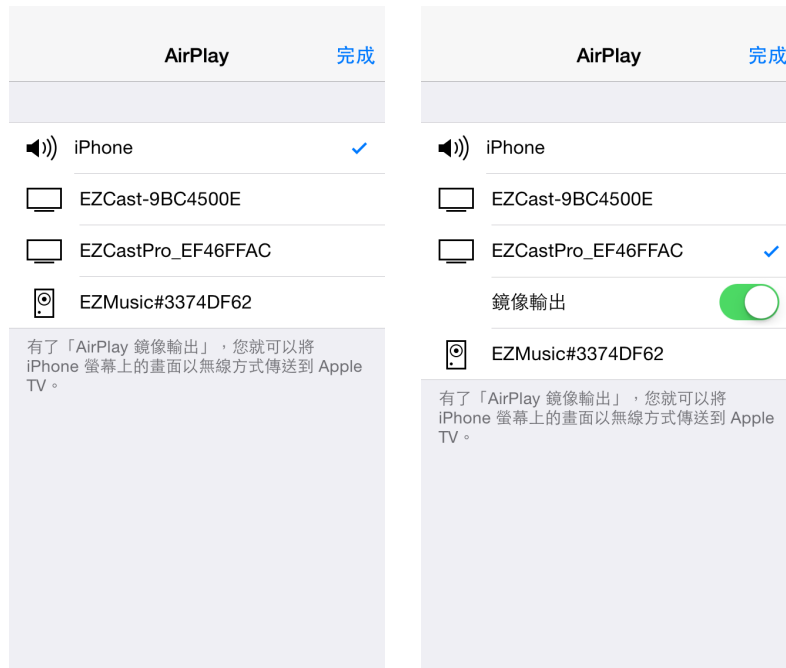 AirPlay
完成
iPhone
EZCast-9BC4500E
EZCastPro_EF46FFAC
EZMusic#3374DF62
有了「AirPlay 鏡像輸出」，您就可以將
iPhone 螢幕上的畫面以無線方式傳送到 Apple
TV。
AirPlay
完成
iPhone
EZCast-9BC4500E
EZCastPro_EF46FFAC
鏡像輸出
EZMusic#3374DF62
有了「AirPlay 鏡像輸出」，您就可以將
iPhone 螢幕上的畫面以無線方式傳送到 Apple
TV。